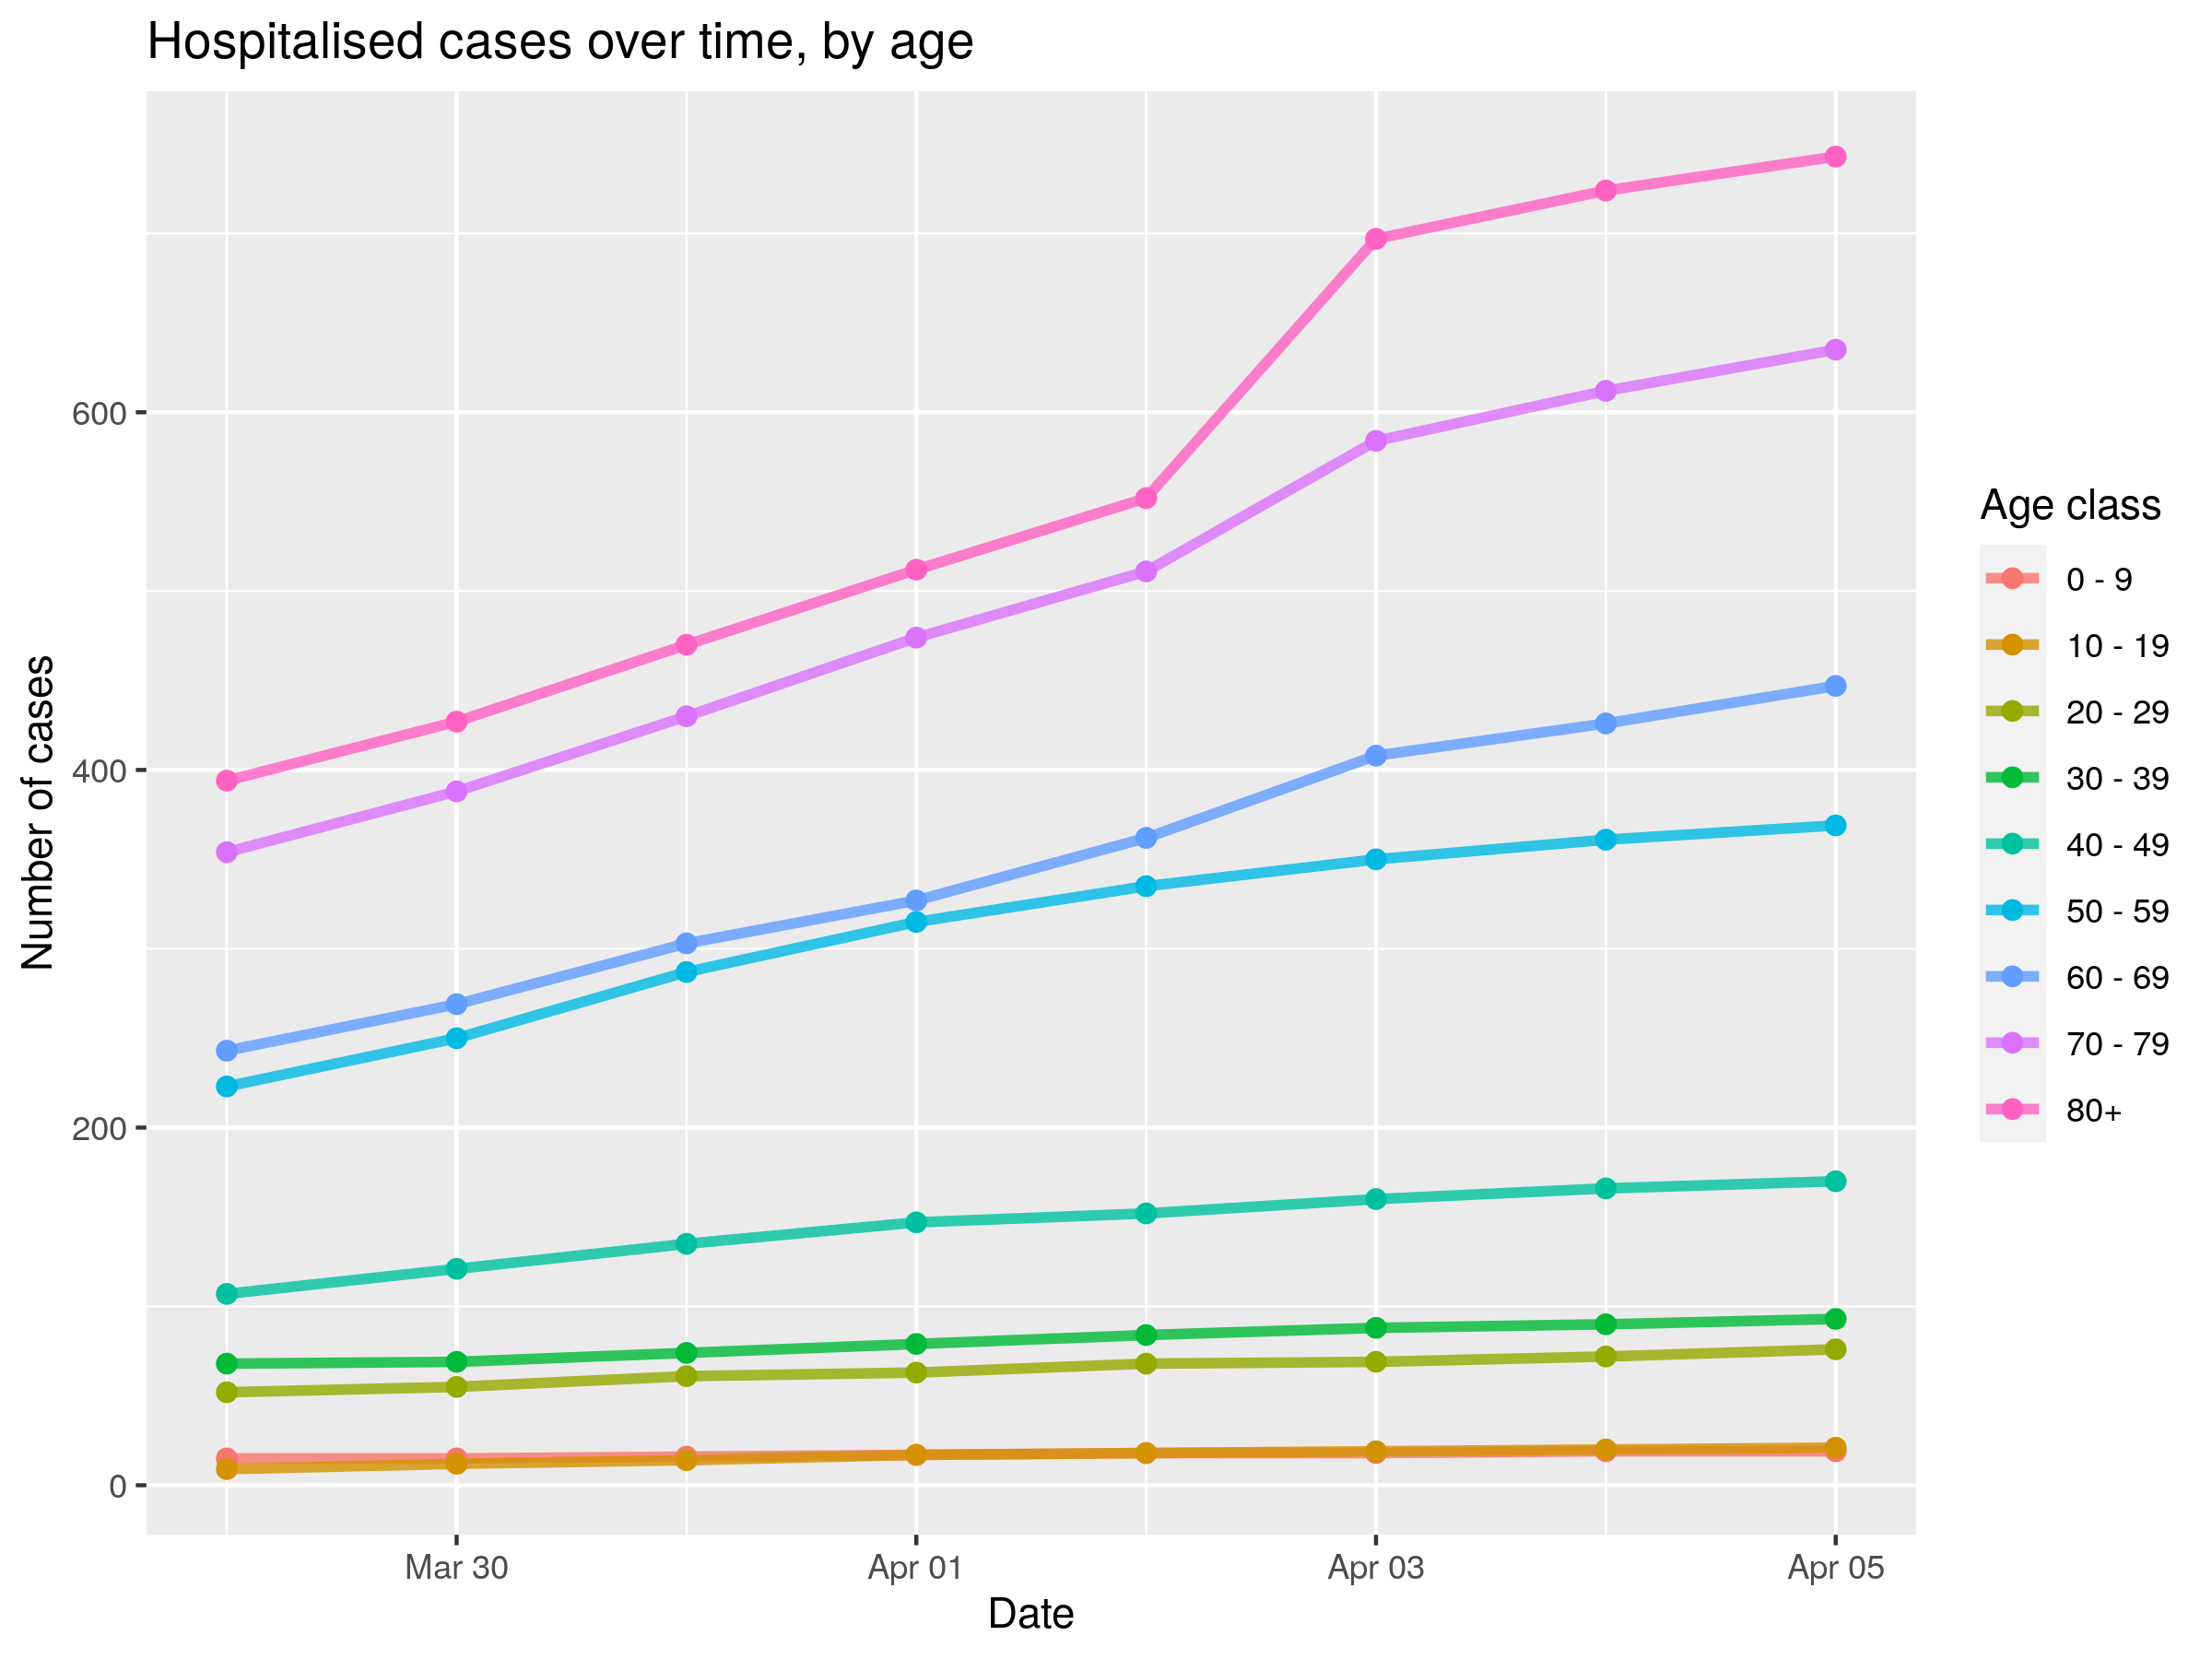 Hospitalised cases over time, by age
Number of cases
600
400
200
0
Mar 30
Apr 01
Apr 03
Apr 05
Date
Age class
0 - 9
10 - 19
20 - 29
30 - 39
40 - 49
50 - 59
60 - 69
70 - 79
80+